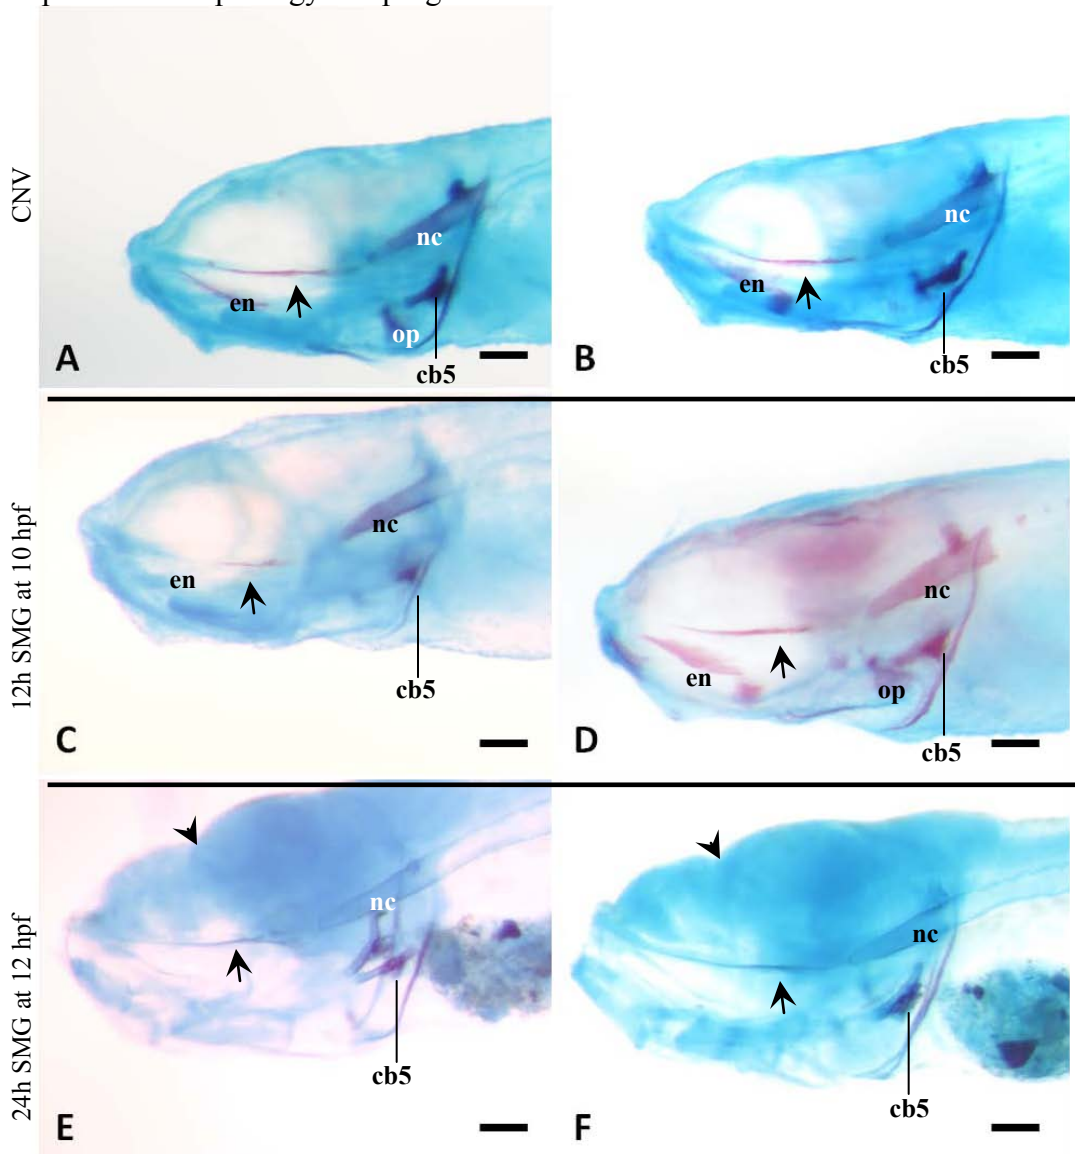 CNV
nc
en
op
A
cb5
nc
en
B
cb5
12h SMG at 10 hpf
nc
en
cb5
C
nc
en
op
D
cb5
24h SMG at 12 hpf
nc
E
cb5
nc
F
cb5